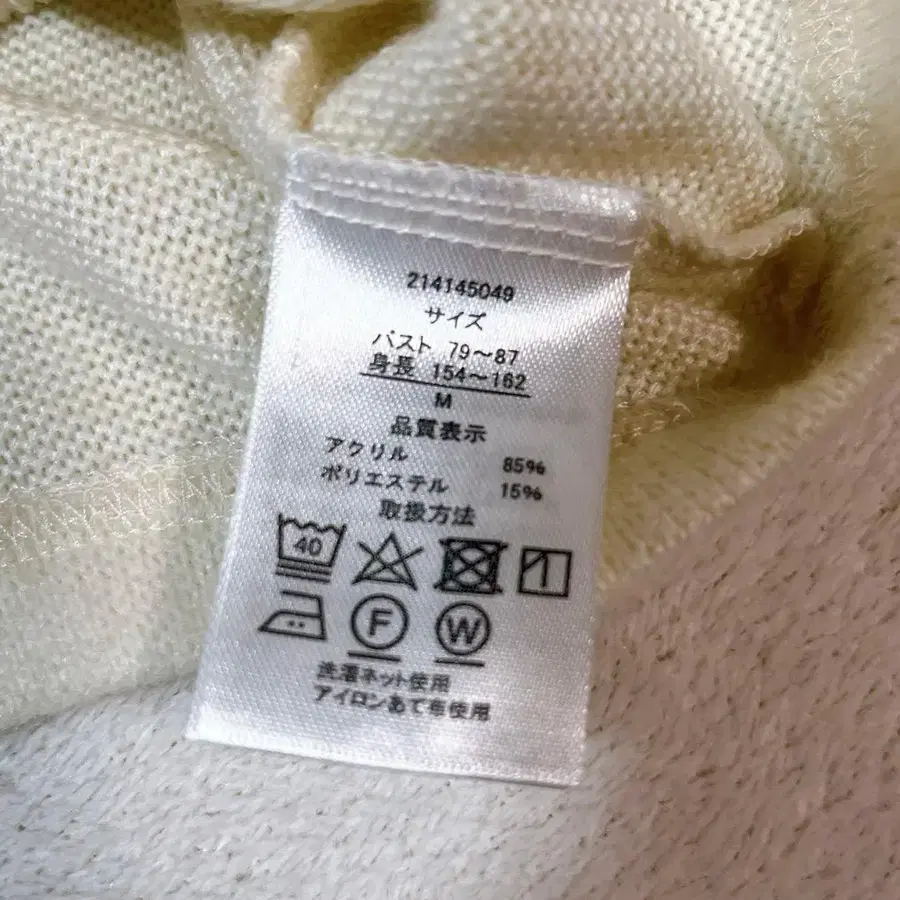 214145049
サイズ
バスト 79〜87
身長 154〜162
M
品質表示
アクリル 85%
ポリエステル 15%
取扱方法
40
F W
洗濯ネット使用
アイロンあて布使用